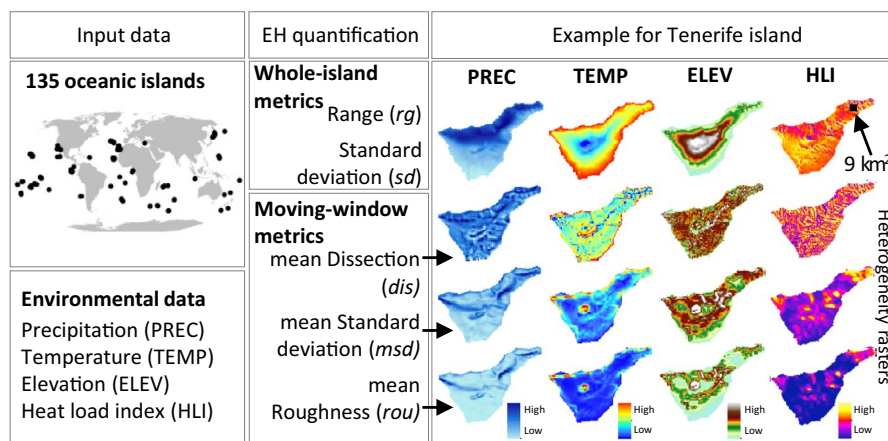 Input data
EH quantification
Example for Tenerife island
135 oceanic islands
Environmental data
Precipitation (PREC)
Temperature (TEMP)
Elevation (ELEV)
Heat load index (HLI)
Whole-island
metrics
Range (rg)
Standard
deviation (sd)
Moving-window
metrics
mean Dissection
(dis)
mean Standard
deviation (msd)
mean
Roughness (rou)
PREC TEMP ELEV HLI
9 km²
Heterogeneity rasters
High High High High
Low Low Low Low